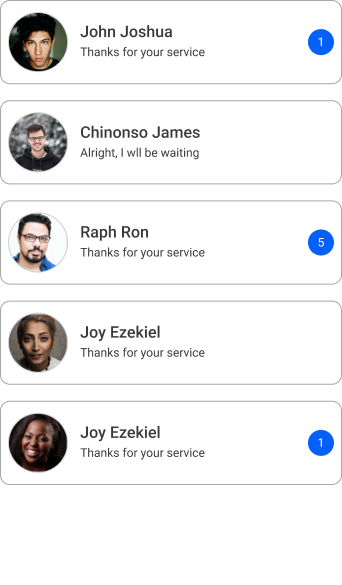 John Joshua
Thanks for your service
1
Chinonso James
Alright, I wll be waiting
Raph Ron
Thanks for your service
5
Joy Ezekiel
Thanks for your service
Joy Ezekiel
Thanks for your service
1